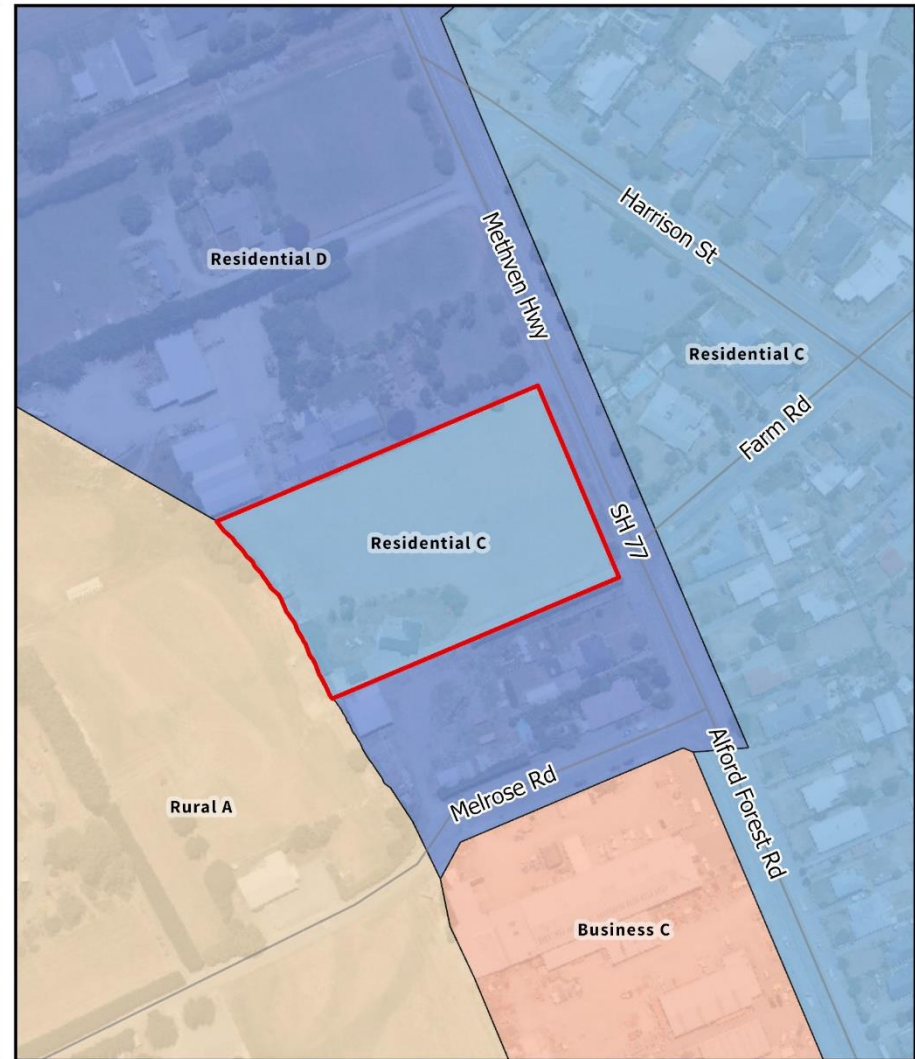 Harrison St
Methven Hwy
Residential D
Residential C
Farm Rd
SH 77
Residential C
Alford Forest Rd
Melrose Rd
Rural A
Business C